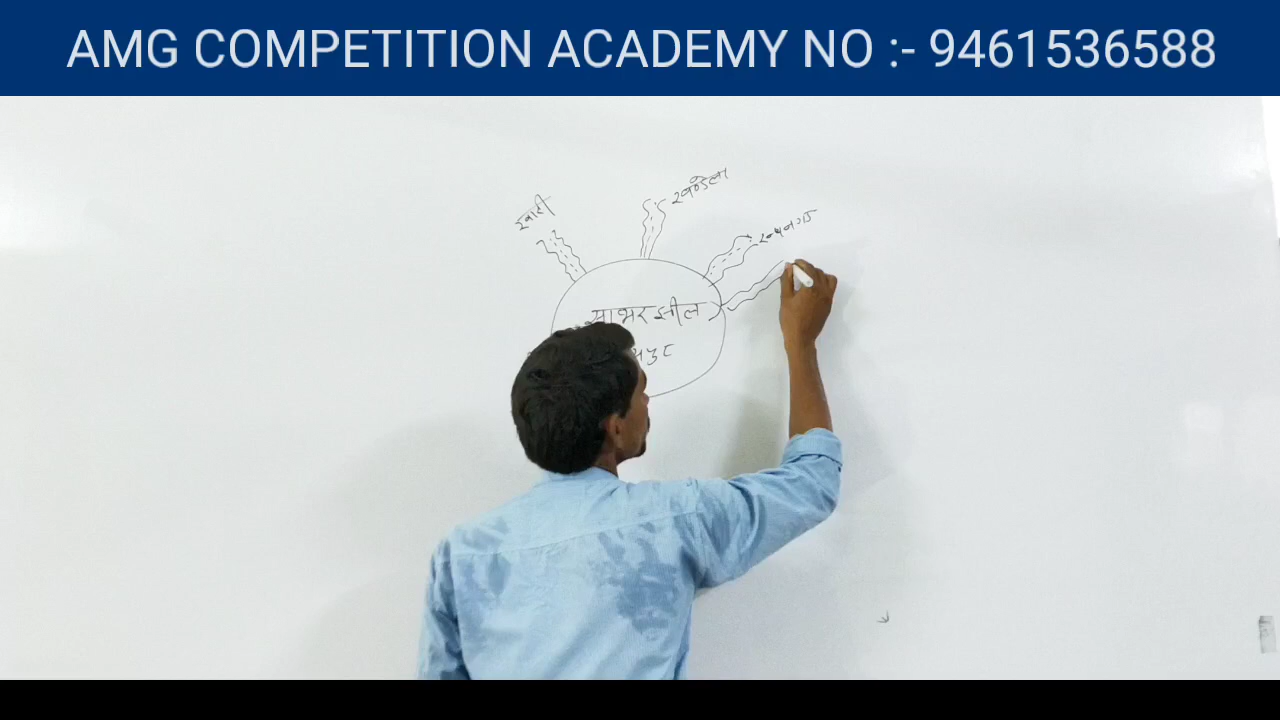 AMG COMPETITION ACADEMY NO :- 9461536588
खारी
खण्डेला
साभर झील